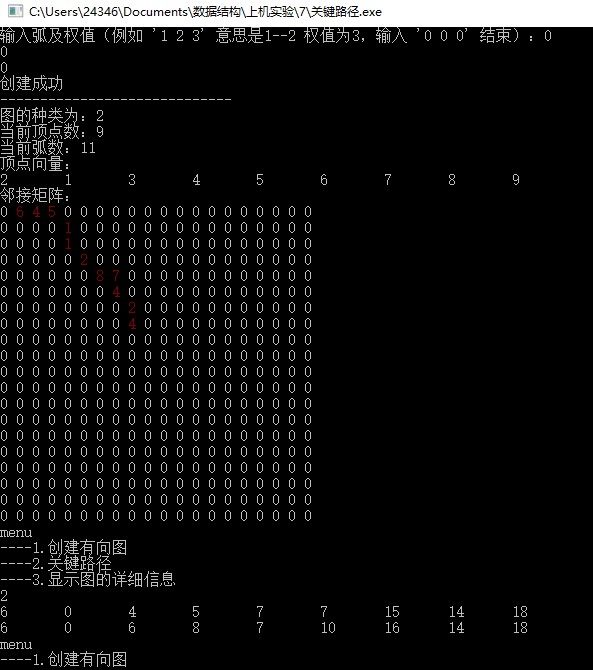 C:\Users\24346\Documents\数据结构\上机实验\7\关键路径.exe
输入弧及权值（例如 '1 2 3' 意思是1--2 权值为3，输入 '0 0 0' 结束）：0
0
0
创建成功
-----------------------------
图的种类为：2
当前顶点数：9
当前弧数：11
顶点向量：
2 1 3 4 5 6 7 8 9
邻接矩阵：
0 6 4 5 0 0 0 0 0 0 0 0 0 0 0 0 0 0 0 0
0 0 0 0 1 0 0 0 0 0 0 0 0 0 0 0 0 0 0 0
0 0 0 0 1 0 0 0 0 0 0 0 0 0 0 0 0 0 0 0
0 0 0 0 0 2 0 0 0 0 0 0 0 0 0 0 0 0 0 0
0 0 0 0 0 0 8 7 0 0 0 0 0 0 0 0 0 0 0 0
0 0 0 0 0 0 0 4 0 0 0 0 0 0 0 0 0 0 0 0
0 0 0 0 0 0 0 0 2 0 0 0 0 0 0 0 0 0 0 0
0 0 0 0 0 0 0 0 4 0 0 0 0 0 0 0 0 0 0 0
0 0 0 0 0 0 0 0 0 0 0 0 0 0 0 0 0 0 0 0
0 0 0 0 0 0 0 0 0 0 0 0 0 0 0 0 0 0 0 0
0 0 0 0 0 0 0 0 0 0 0 0 0 0 0 0 0 0 0 0
0 0 0 0 0 0 0 0 0 0 0 0 0 0 0 0 0 0 0 0
0 0 0 0 0 0 0 0 0 0 0 0 0 0 0 0 0 0 0 0
0 0 0 0 0 0 0 0 0 0 0 0 0 0 0 0 0 0 0 0
0 0 0 0 0 0 0 0 0 0 0 0 0 0 0 0 0 0 0 0
0 0 0 0 0 0 0 0 0 0 0 0 0 0 0 0 0 0 0 0
0 0 0 0 0 0 0 0 0 0 0 0 0 0 0 0 0 0 0 0
0 0 0 0 0 0 0 0 0 0 0 0 0 0 0 0 0 0 0 0
0 0 0 0 0 0 0 0 0 0 0 0 0 0 0 0 0 0 0 0
0 0 0 0 0 0 0 0 0 0 0 0 0 0 0 0 0 0 0 0
menu
----1.创建有向图
----2.关键路径
----3.显示图的详细信息
2
6 0 4 5 7 7 15 14 18
6 0 6 8 7 10 16 14 18
menu
----1.创建有向图